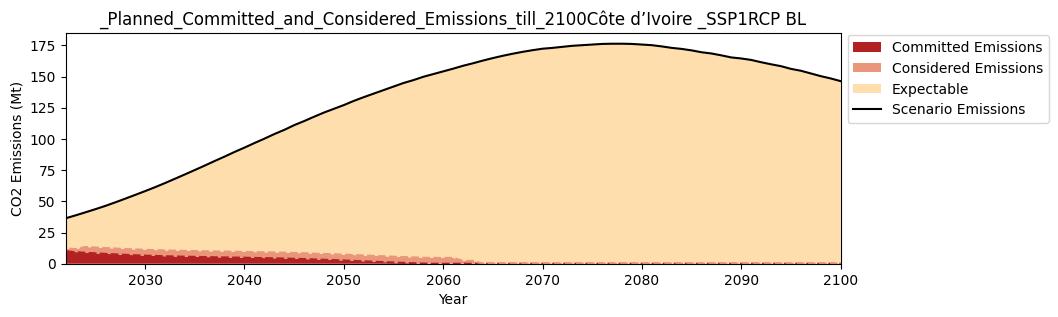 _Planned_Committed_and_Considered_Emissions_till_2100Côte d’Ivoire _SSP1RCP BL
CO2 Emissions (Mt)
175
150
125
100
75
50
25
0
2030 2040 2050 2060 2070 2080 2090 2100
Year
Committed Emissions
Considered Emissions
Expectable
Scenario Emissions